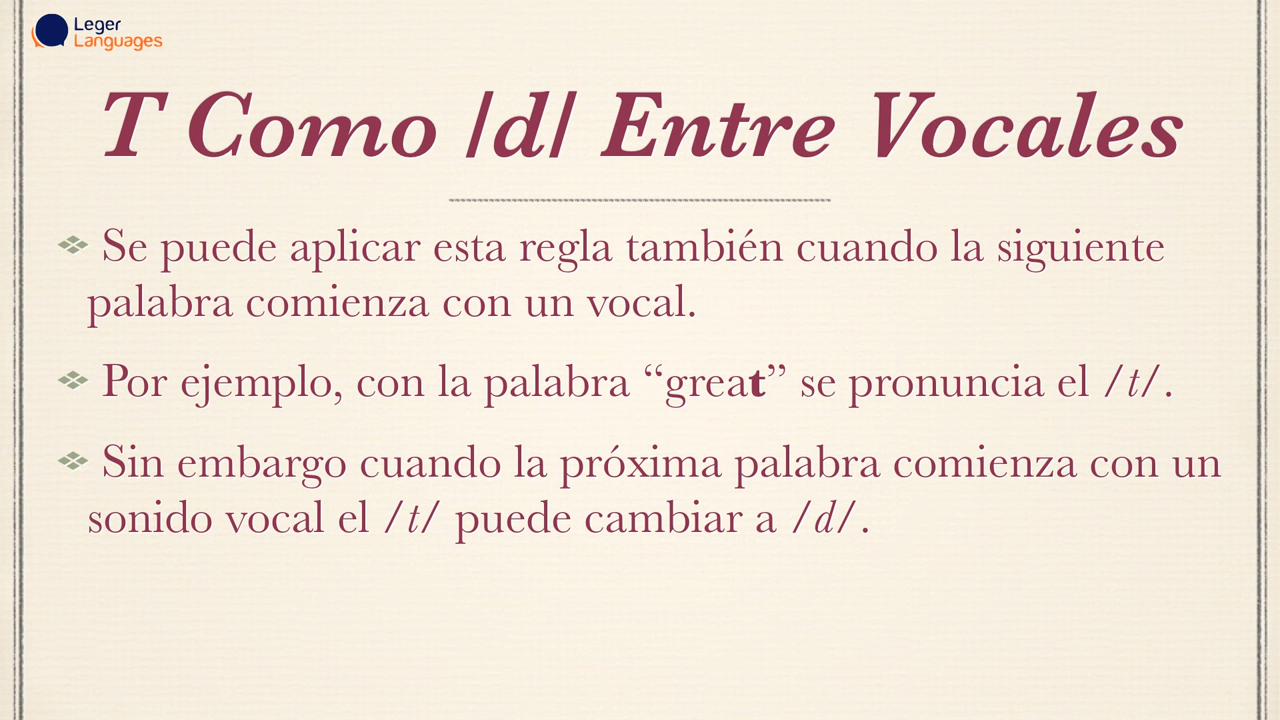 Leger
Languages
T Como /d/ Entre Vocales
Se puede aplicar esta regla también cuando la siguiente
palabra comienza con un vocal.
Por ejemplo, con la palabra “great” se pronuncia el /t/.
Sin embargo cuando la próxima palabra comienza con un
sonido vocal el /t/ puede cambiar a /d/.